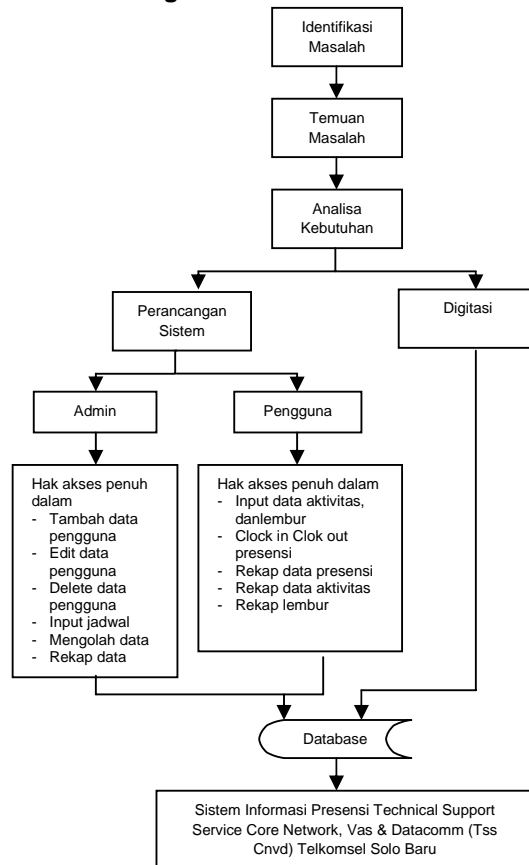 Identifikasi
Masalah
Temuan
Masalah
Analisa
Kebutuhan
Perancangan
Sistem
Digitasi
Admin
Pengguna
Hak akses penuh
dalam
- Tambah data
pengguna
- Edit data
pengguna
- Delete data
pengguna
- Input jadwal
- Mengolah data
- Rekap data
Hak akses penuh dalam
- Input data aktivitas,
danlembur
- Clock in Clok out
presensi
- Rekap data presensi
- Rekap data aktivitas
- Rekap lembur
Database
Sistem Informasi Presensi Technical Support
Service Core Network, Vas & Datacomm (Tss
Cnvd) Telkomsel Solo Baru